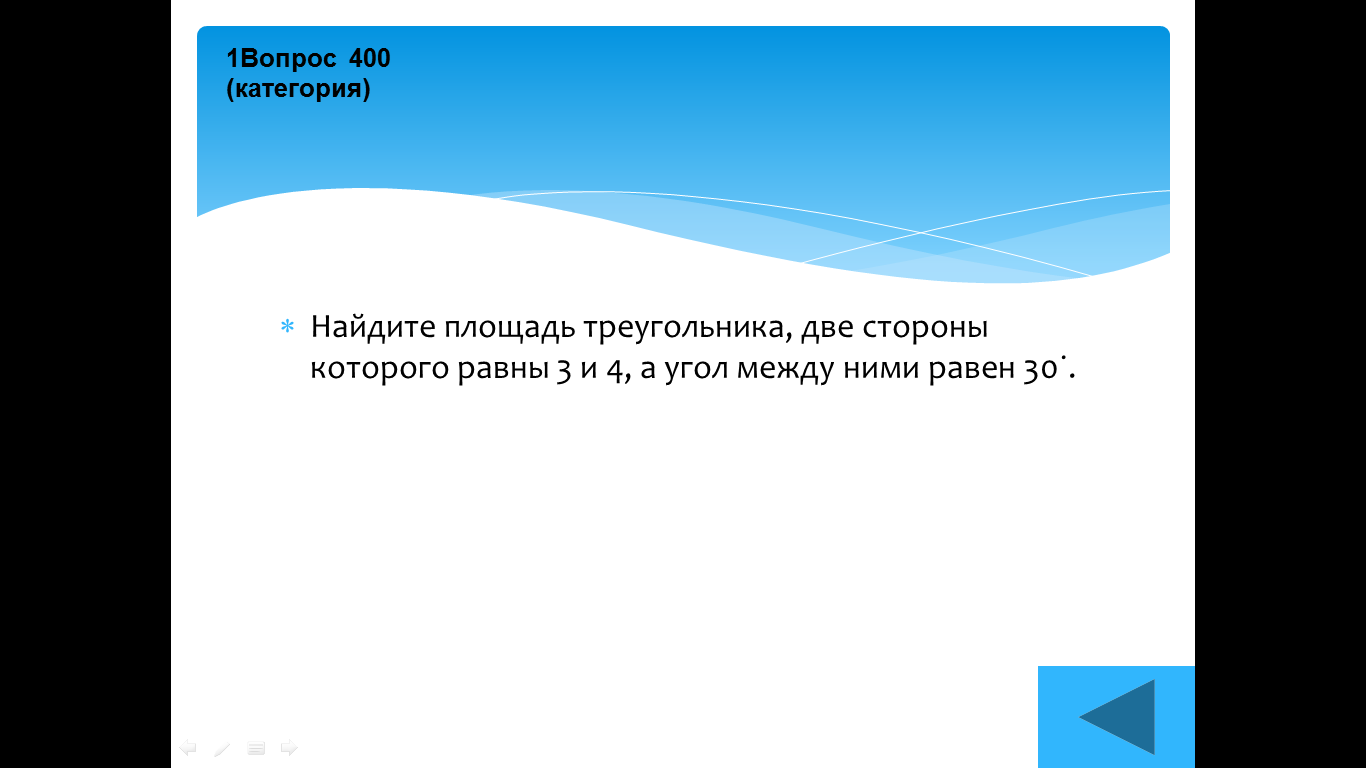 1Вопрос 400
(категория)
* Найдите площадь треугольника, две стороны
которого равны 3 и 4, а угол между ними равен 30˙.